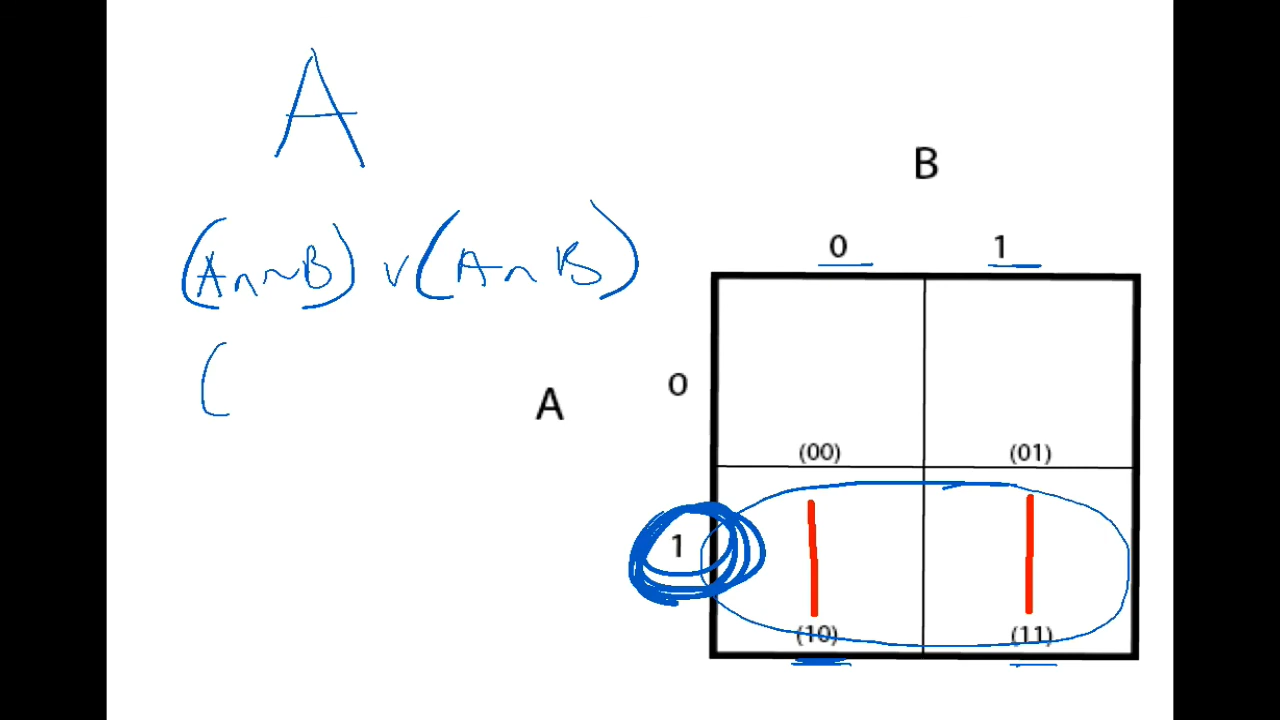 A
B
(A∩~B) v (A∩B)
0 1
(
A
0
(00) (01)
1
(10) (11)